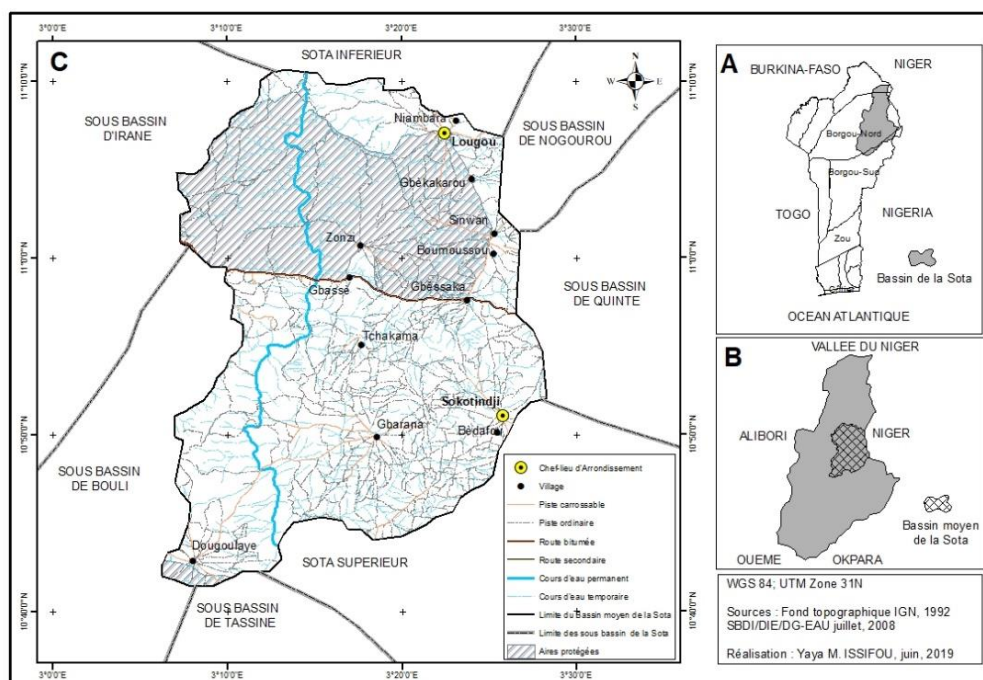 3°0'0"E
3°10'0"E
3°20'0"E
3°30'0"E
C
SOTA INFERIEUR
N
W
E
S
11°10'0"N
11°10'0"N
SOUS BASSIN
D'IRANE
SOUS BASSIN
DE NOGOUROU
Niambara
Lougou
Gbékakarou
Sinwan
Zonzi
Boumoussou
11°0'0"N
11°0'0"N
Gbassè
Gbèssaka
SOUS BASSIN
DE QUINTE
Tchakama
Sokotindji
Gbarana
Bèdafou
10°50'0"N
10°50'0"N
SOUS BASSIN
DE BOULI
Dougoulaye
SOTA SUPERIEUR
SOUS BASSIN
DE TASSINE
10°40'0"N
10°40'0"N
Chef-lieu d'Arrondissement
Village
Piste carrossable
Piste ordinaire
Route bitumée
Route secondaire
Cours d'eau permanent
Cours d'eau temporaire
Limite du Bassin moyen de la Sota
Limite des sous bassin de la Sota
Aires protégées
3°0'0"E
3°10'0"E
3°20'0"E
3°30'0"E
A
BURKINA-FASO
NIGER
Borgou-Nord
Borgou-Sud
TOGO
NIGERIA
Zou
Bassin de la Sota
OCEAN ATLANTIQUE
B
VALLEE DU NIGER
ALIBORI
NIGER
Bassin moyen
de la Sota
OUEME
OKPARA
WGS 84; UTM Zone 31N
Sources : Fond topographique IGN, 1992
SBDI/DIE/DG-EAU juillet, 2008
Réalisation : Yaya M. ISSIFOU, juin, 2019